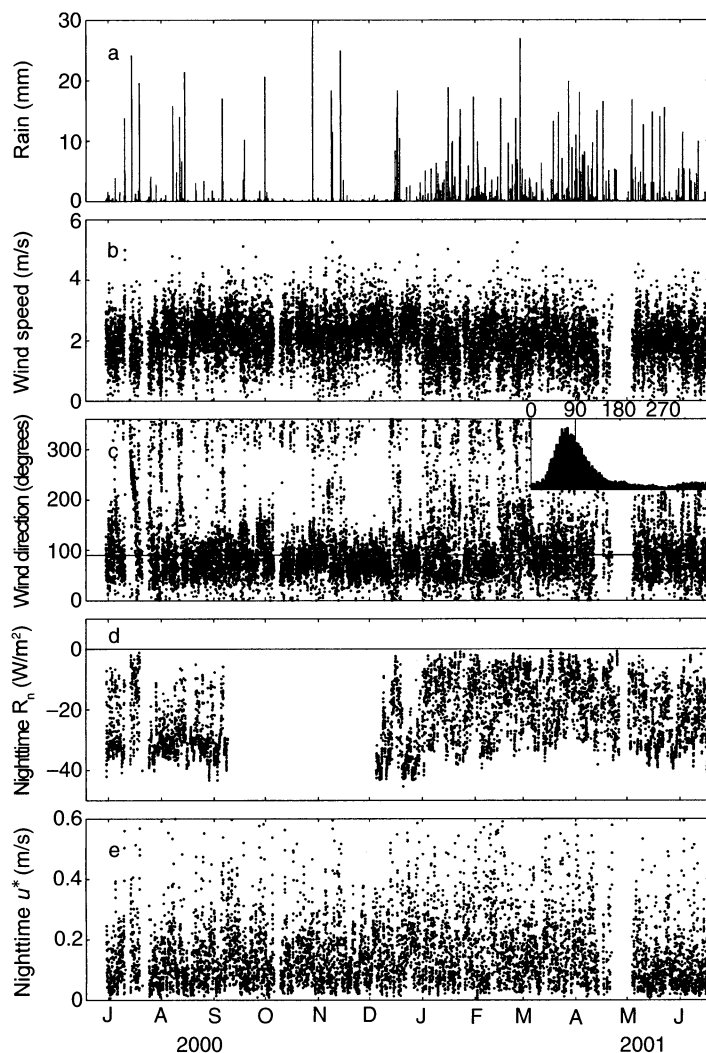 30
a
20
10
0
Rain (mm)
6
b
4
2
0
Wind speed (m/s)
0 90 180 270
300
c
200
100
0
Wind direction (degrees)
0
d
−20
−40
Nighttime Rn (W/m²)
0.6
e
0.4
0.2
0
Nighttime u* (m/s)
J A S O N D J F M A M J
2000 2001